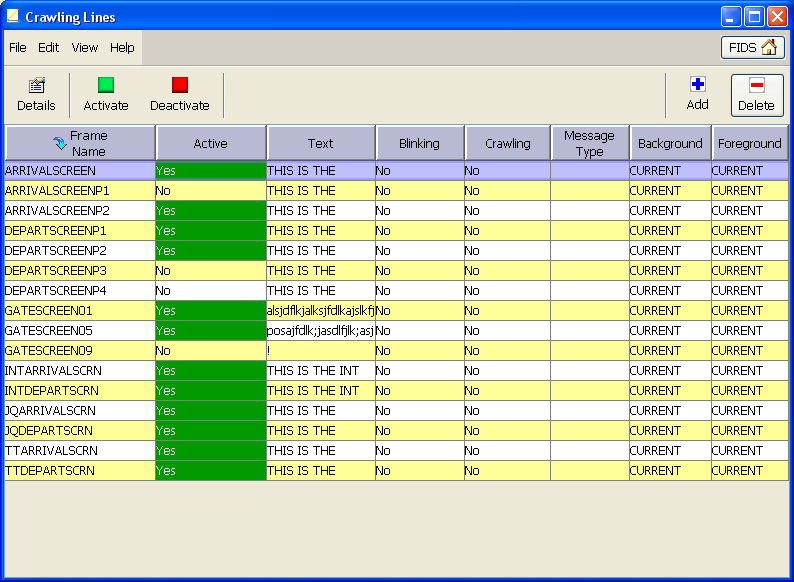 Crawling Lines
File Edit View Help FIDS
Details Activate Deactivate Add Delete
Frame Name Active Text Blinking Crawling Message Type Background Foreground
ARRIVALSCREEN Yes THIS IS THE No No CURRENT CURRENT
ARRIVALSCREENP1 No THIS IS THE No No CURRENT CURRENT
ARRIVALSCREENP2 Yes THIS IS THE No No CURRENT CURRENT
DEPARTSCREENP1 Yes THIS IS THE No No CURRENT CURRENT
DEPARTSCREENP2 Yes THIS IS THE No No CURRENT CURRENT
DEPARTSCREENP3 No THIS IS THE No No CURRENT CURRENT
DEPARTSCREENP4 No THIS IS THE No No CURRENT CURRENT
GATESCREEN01 Yes alsjdflkjalksjfdlkajslkfj No No CURRENT CURRENT
GATESCREEN05 Yes posajfdlk;jasdlfjlk;asj No No CURRENT CURRENT
GATESCREEN09 No ! No No CURRENT CURRENT
INTARRIVALSCRN Yes THIS IS THE INT No No CURRENT CURRENT
INTDEPARTSCRN Yes THIS IS THE INT No No CURRENT CURRENT
JQARRIVALSCRN Yes THIS IS THE No No CURRENT CURRENT
JQDEPARTSCRN Yes THIS IS THE No No CURRENT CURRENT
TTARRIVALSCRN Yes THIS IS THE No No CURRENT CURRENT
TTDEPARTSCRN Yes THIS IS THE No No CURRENT CURRENT